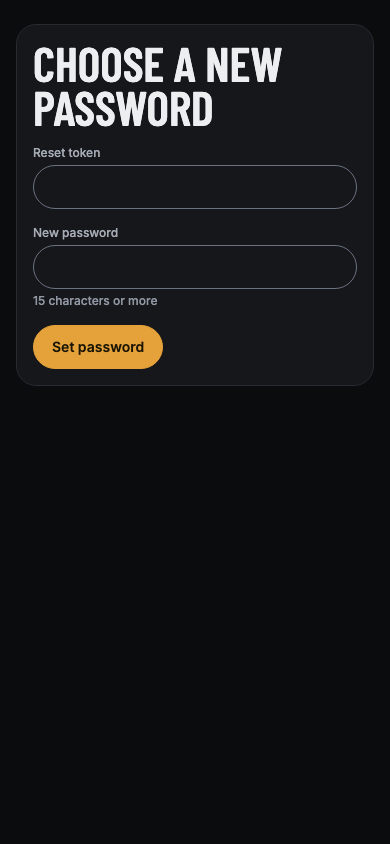 CHOOSE A NEW
PASSWORD
Reset token
New password
15 characters or more
Set password